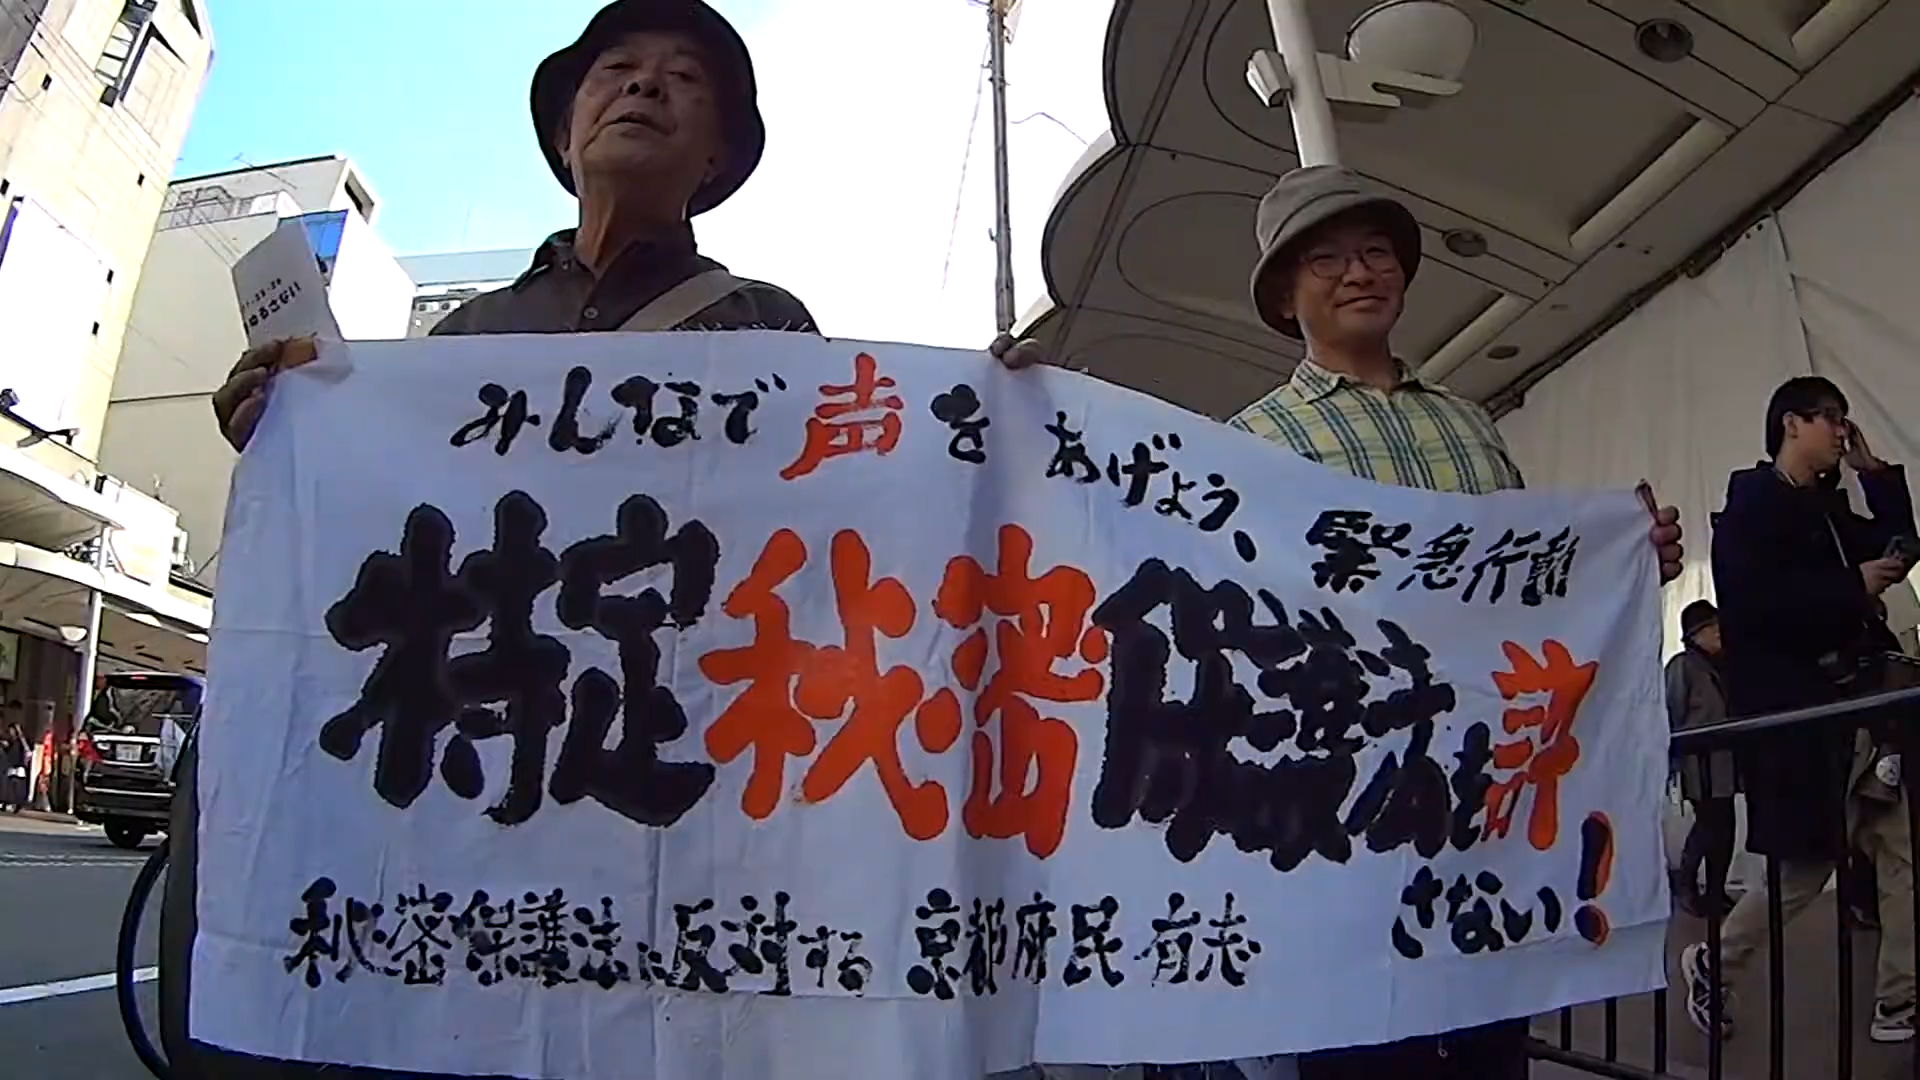 みんなで声をあげよう、緊急行動
特定秘密保護法を許
さない!
秘密保護法に反対する 京都府民有志